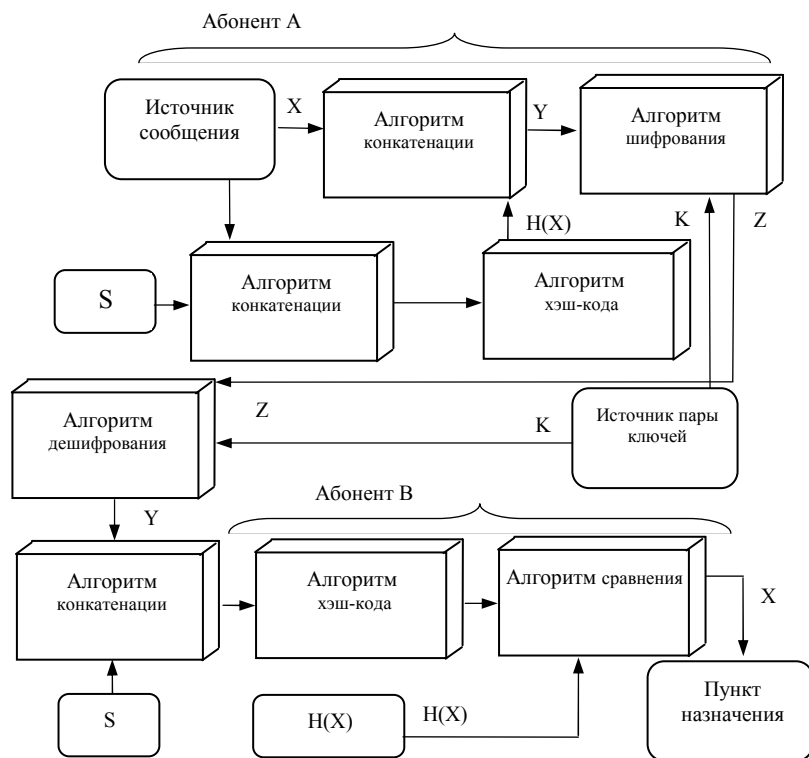 Абонент А
Источник
сообщения
X
Алгоритм
конкатенации
Y
Алгоритм
шифрования
H(X)
K
Z
S
Алгоритм
конкатенации
Алгоритм
хэш-кода
Алгоритм
дешифрования
Z
K
Источник пары
ключей
Y
Абонент В
Алгоритм
конкатенации
Алгоритм
хэш-кода
Алгоритм сравнения
X
S
H(X)
H(X)
Пункт
назначения